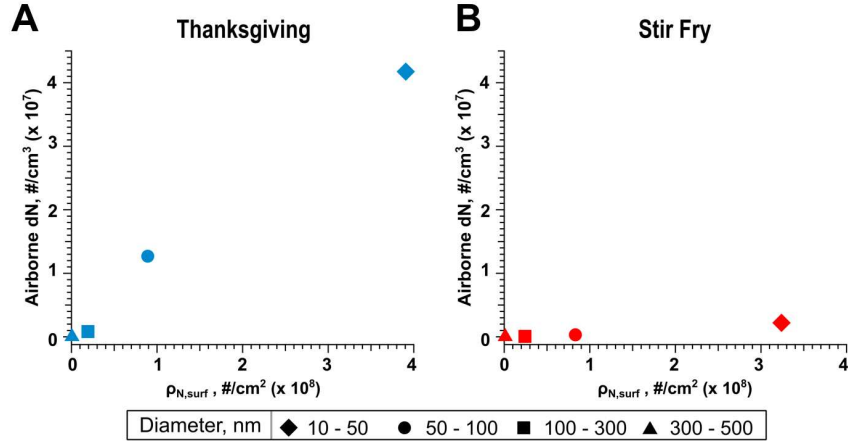 A
Thanksgiving
Airborne dN, #/cm³ (x 10⁷)
4
3
2
1
0
0 1 2 3 4
ρN,surf , #/cm² (x 10⁸)
B
Stir Fry
Airborne dN, #/cm³ (x 10⁷)
4
3
2
1
0
0 1 2 3 4
ρN,surf , #/cm² (x 10⁸)
Diameter, nm 10 - 50 50 - 100 100 - 300 300 - 500